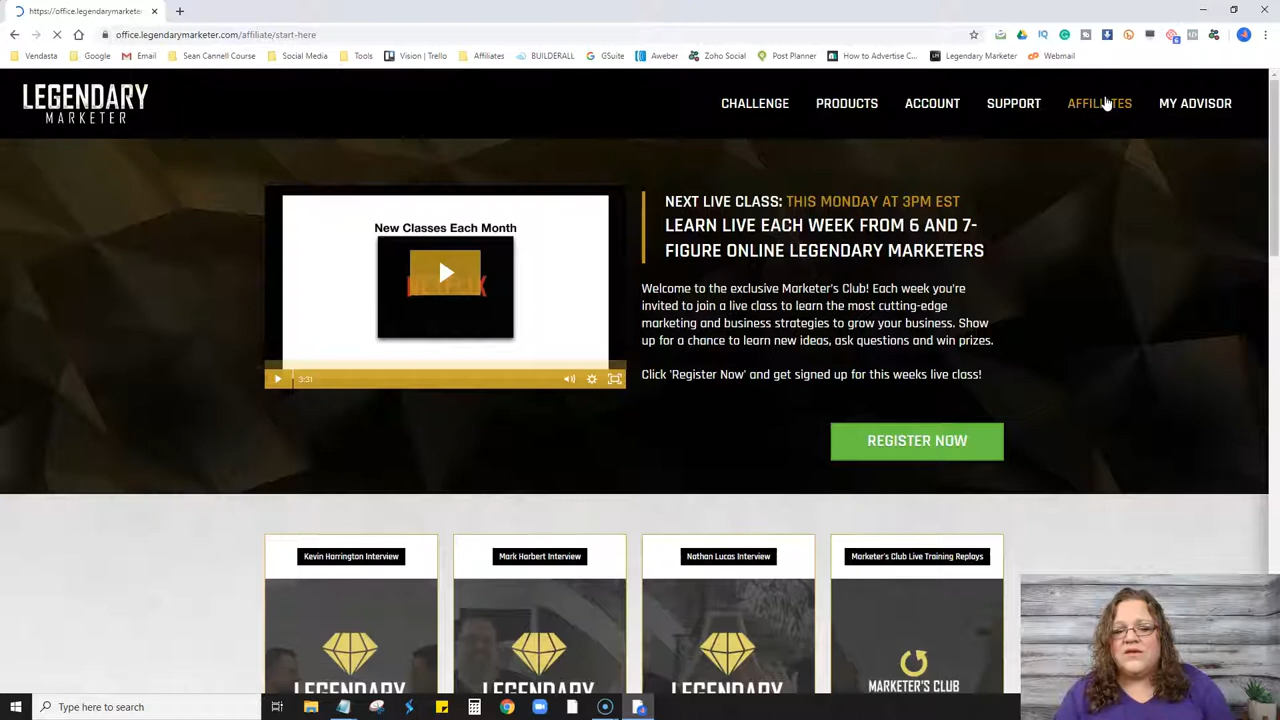 https://office.legendarymarketer
office.legendarymarketer.com/affiliate/start-here
Vendasta
Google
Email
Sean Cannell Course
Social Media
Tools
Vision | Trello
Affiliates
BUILDERALL
GSuite
Aweber
Zoho Social
Post Planner
How to Advertise C...
Legendary Marketer
Webmail
LEGENDARY
MARKETER
CHALLENGE
PRODUCTS
ACCOUNT
SUPPORT
AFFILIATES
MY ADVISOR
New Classes Each Month
3:31
NEXT LIVE CLASS: THIS MONDAY AT 3PM EST
LEARN LIVE EACH WEEK FROM 6 AND 7-
FIGURE ONLINE LEGENDARY MARKETERS
Welcome to the exclusive Marketer's Club! Each week you're
invited to join a live class to learn the most cutting-edge
marketing and business strategies to grow your business. Show
up for a chance to learn new ideas, ask questions and win prizes.
Click 'Register Now' and get signed up for this weeks live class!
REGISTER NOW
Kevin Harrington Interview
Mark Harbert Interview
Nathan Lucas Interview
Marketer's Club Live Training Replays
LEGENDARY
LEGENDARY
LEGENDARY
MARKETER'S CLUB
Type here to search